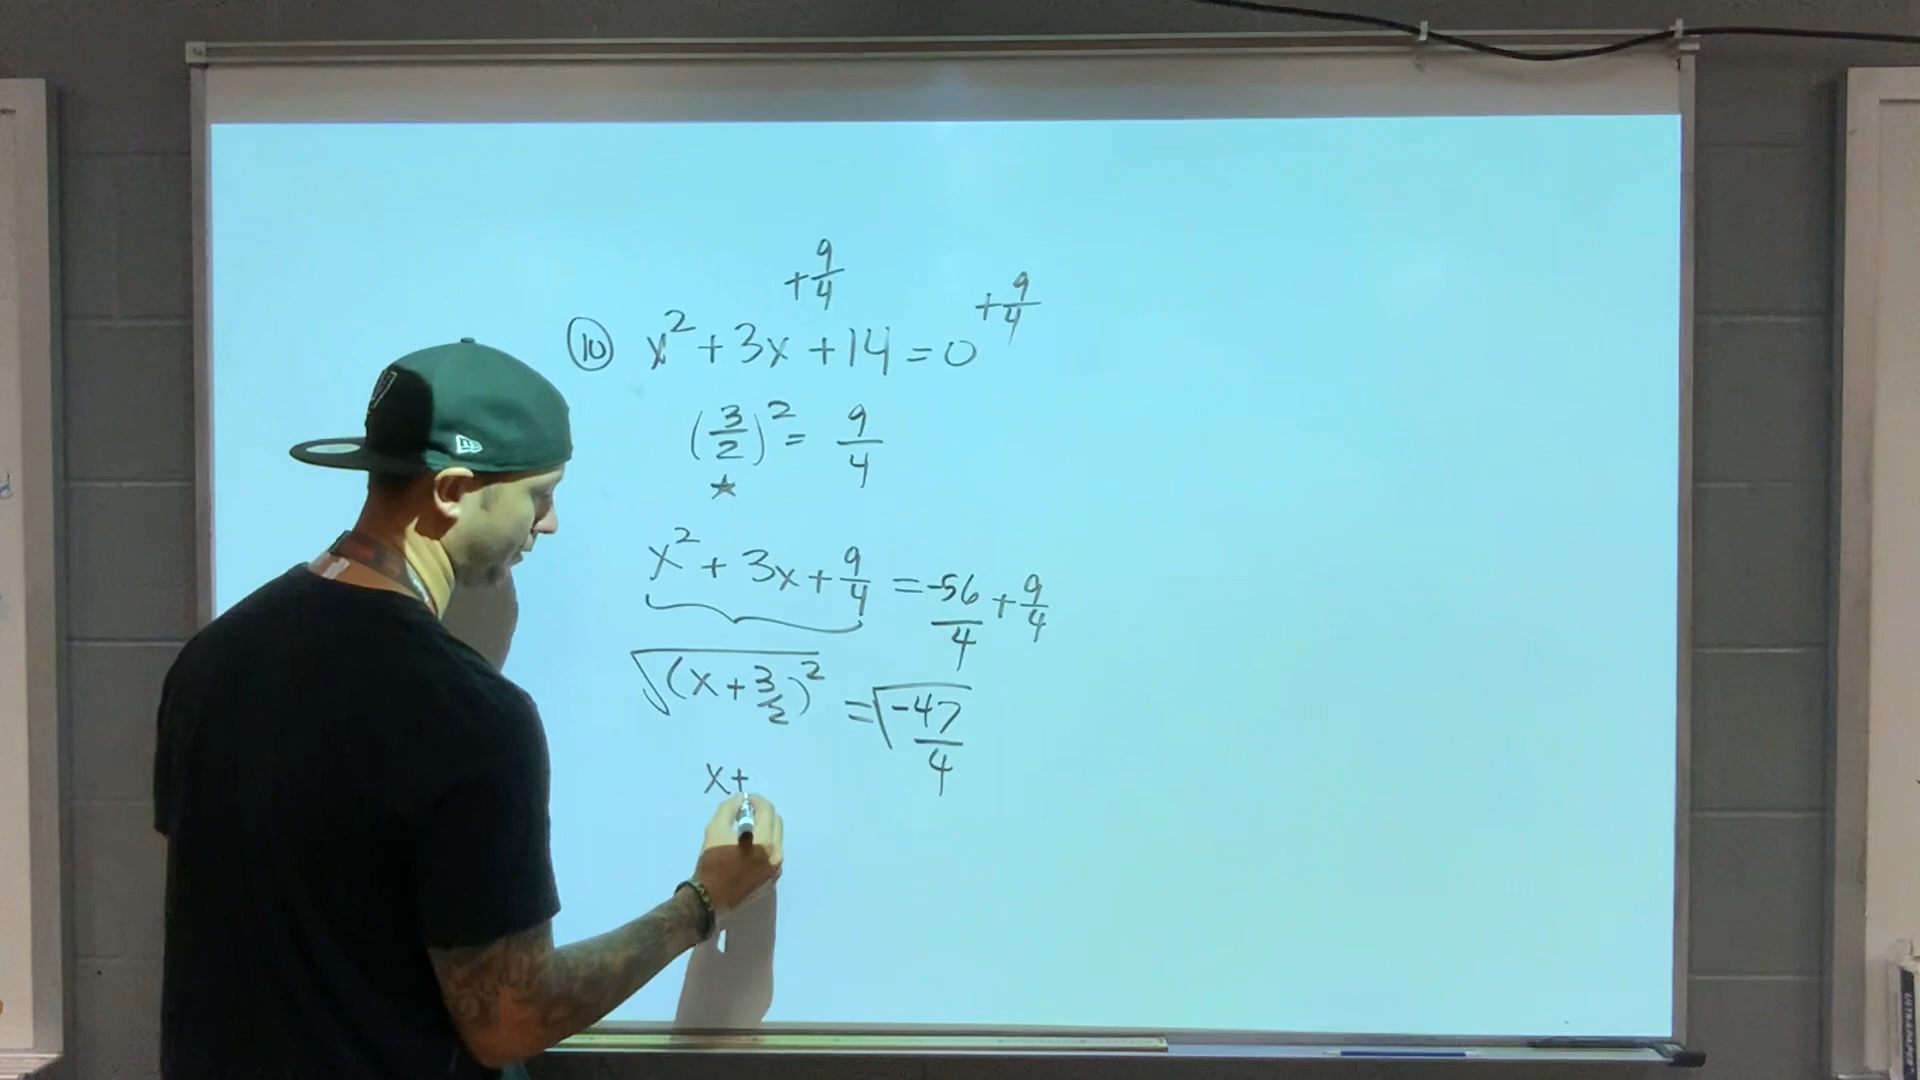 +9/4 +9/4
⑩ x² + 3x + 14 = 0
(3/2)² = 9/4
★
x² + 3x + 9/4 = -56/4 + 9/4
√(x + 3/2)² = √-47/4
x+